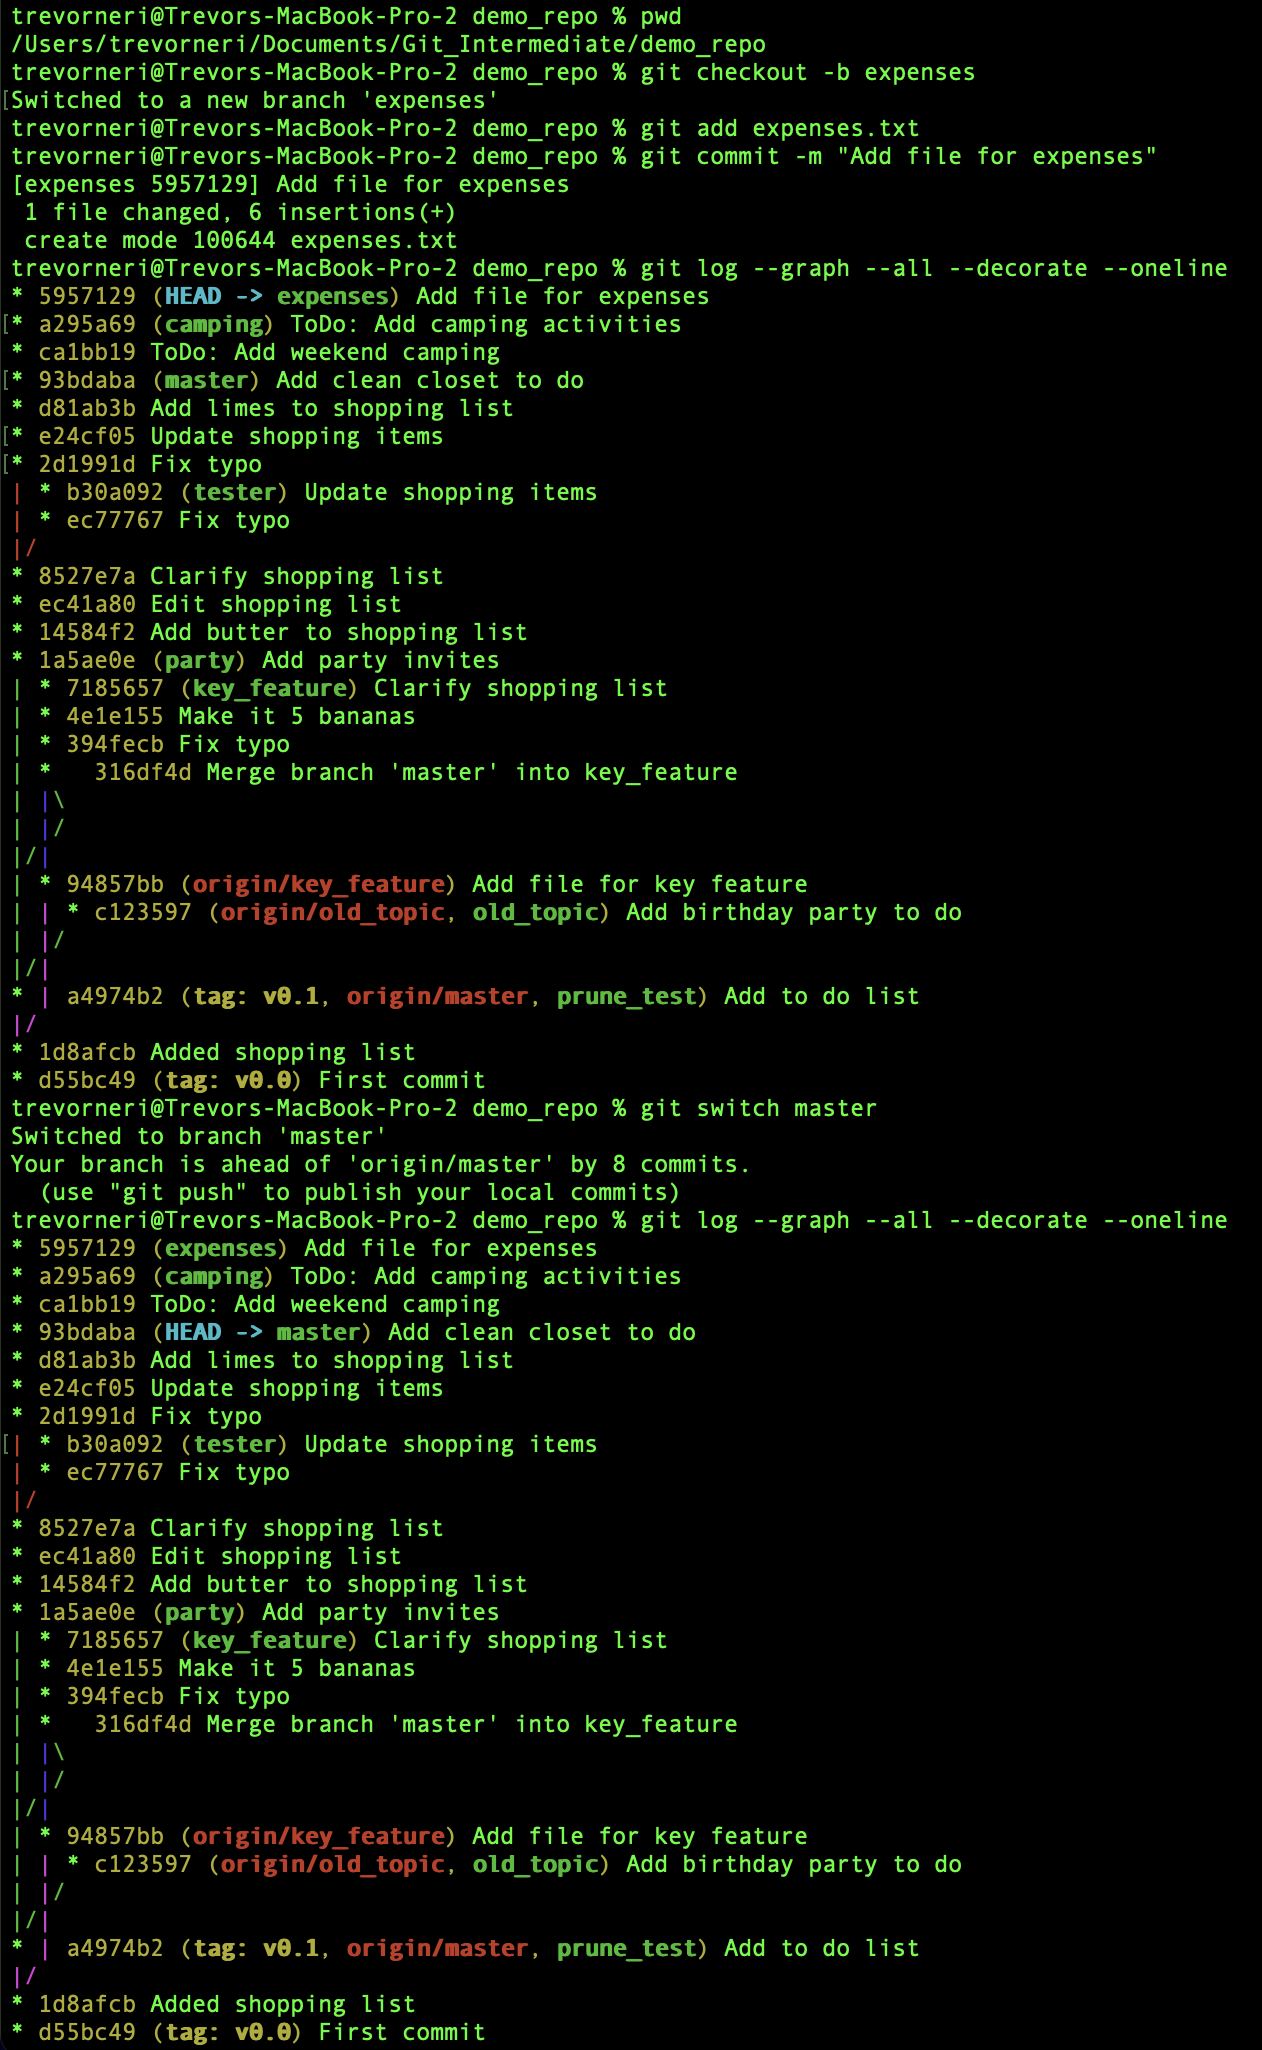 trevorneri@Trevors-MacBook-Pro-2 demo_repo % pwd
/Users/trevorneri/Documents/Git_Intermediate/demo_repo
trevorneri@Trevors-MacBook-Pro-2 demo_repo % git checkout -b expenses
[Switched to a new branch 'expenses'
trevorneri@Trevors-MacBook-Pro-2 demo_repo % git add expenses.txt
trevorneri@Trevors-MacBook-Pro-2 demo_repo % git commit -m "Add file for expenses"
[expenses 5957129] Add file for expenses
 1 file changed, 6 insertions(+)
 create mode 100644 expenses.txt
trevorneri@Trevors-MacBook-Pro-2 demo_repo % git log --graph --all --decorate --oneline
* 5957129 (HEAD -> expenses) Add file for expenses
[* a295a69 (camping) ToDo: Add camping activities
* ca1bb19 ToDo: Add weekend camping
[* 93bdaba (master) Add clean closet to do
* d81ab3b Add limes to shopping list
[* e24cf05 Update shopping items
[* 2d1991d Fix typo
| * b30a092 (tester) Update shopping items
| * ec77767 Fix typo
|/
* 8527e7a Clarify shopping list
* ec41a80 Edit shopping list
* 14584f2 Add butter to shopping list
* 1a5ae0e (party) Add party invites
| * 7185657 (key_feature) Clarify shopping list
| * 4e1e155 Make it 5 bananas
| * 394fecb Fix typo
| *   316df4d Merge branch 'master' into key_feature
| |\
| |/
|/|
| * 94857bb (origin/key_feature) Add file for key feature
| | * c123597 (origin/old_topic, old_topic) Add birthday party to do
| |/
|/|
* | a4974b2 (tag: v0.1, origin/master, prune_test) Add to do list
|/
* 1d8afcb Added shopping list
* d55bc49 (tag: v0.0) First commit
trevorneri@Trevors-MacBook-Pro-2 demo_repo % git switch master
Switched to branch 'master'
Your branch is ahead of 'origin/master' by 8 commits.
  (use "git push" to publish your local commits)
trevorneri@Trevors-MacBook-Pro-2 demo_repo % git log --graph --all --decorate --oneline
* 5957129 (expenses) Add file for expenses
* a295a69 (camping) ToDo: Add camping activities
* ca1bb19 ToDo: Add weekend camping
* 93bdaba (HEAD -> master) Add clean closet to do
* d81ab3b Add limes to shopping list
* e24cf05 Update shopping items
* 2d1991d Fix typo
[| * b30a092 (tester) Update shopping items
| * ec77767 Fix typo
|/
* 8527e7a Clarify shopping list
* ec41a80 Edit shopping list
* 14584f2 Add butter to shopping list
* 1a5ae0e (party) Add party invites
| * 7185657 (key_feature) Clarify shopping list
| * 4e1e155 Make it 5 bananas
| * 394fecb Fix typo
| *   316df4d Merge branch 'master' into key_feature
| |\
| |/
|/|
| * 94857bb (origin/key_feature) Add file for key feature
| | * c123597 (origin/old_topic, old_topic) Add birthday party to do
| |/
|/|
* | a4974b2 (tag: v0.1, origin/master, prune_test) Add to do list
|/
* 1d8afcb Added shopping list
* d55bc49 (tag: v0.0) First commit